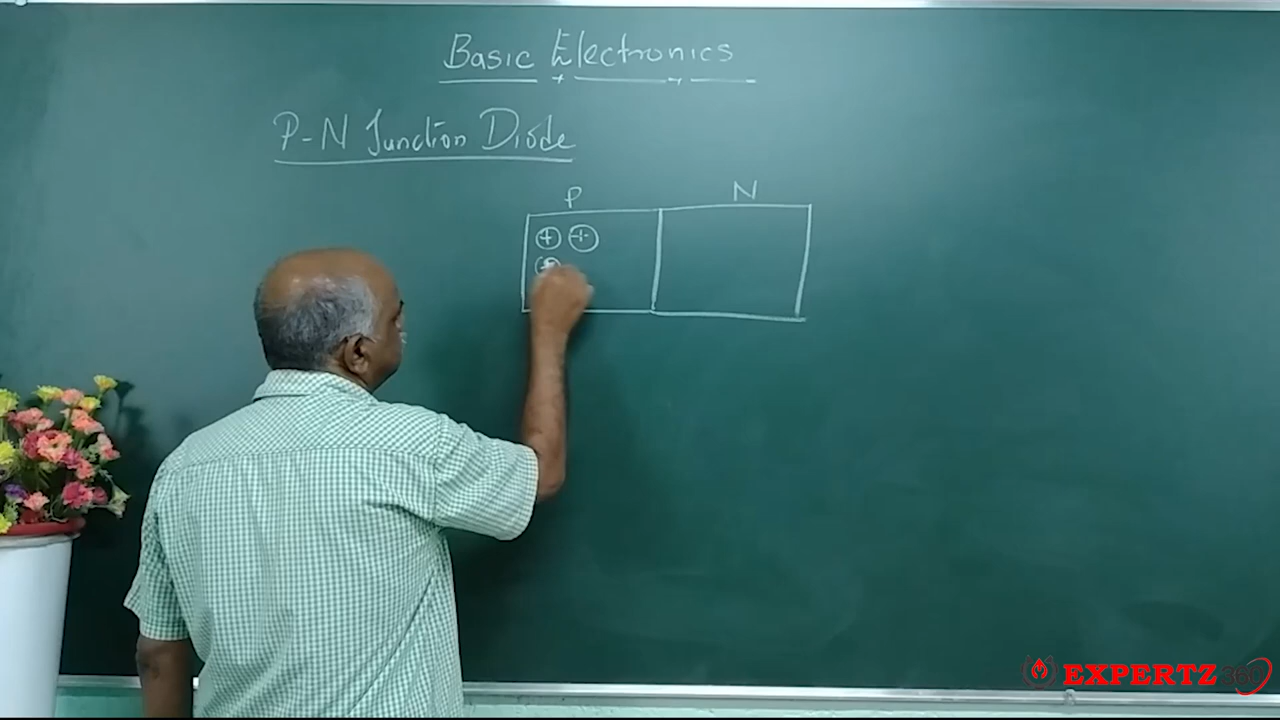 Basic Electronics
P-N Junction Diode
P N
+ +
EXPERTZ 360